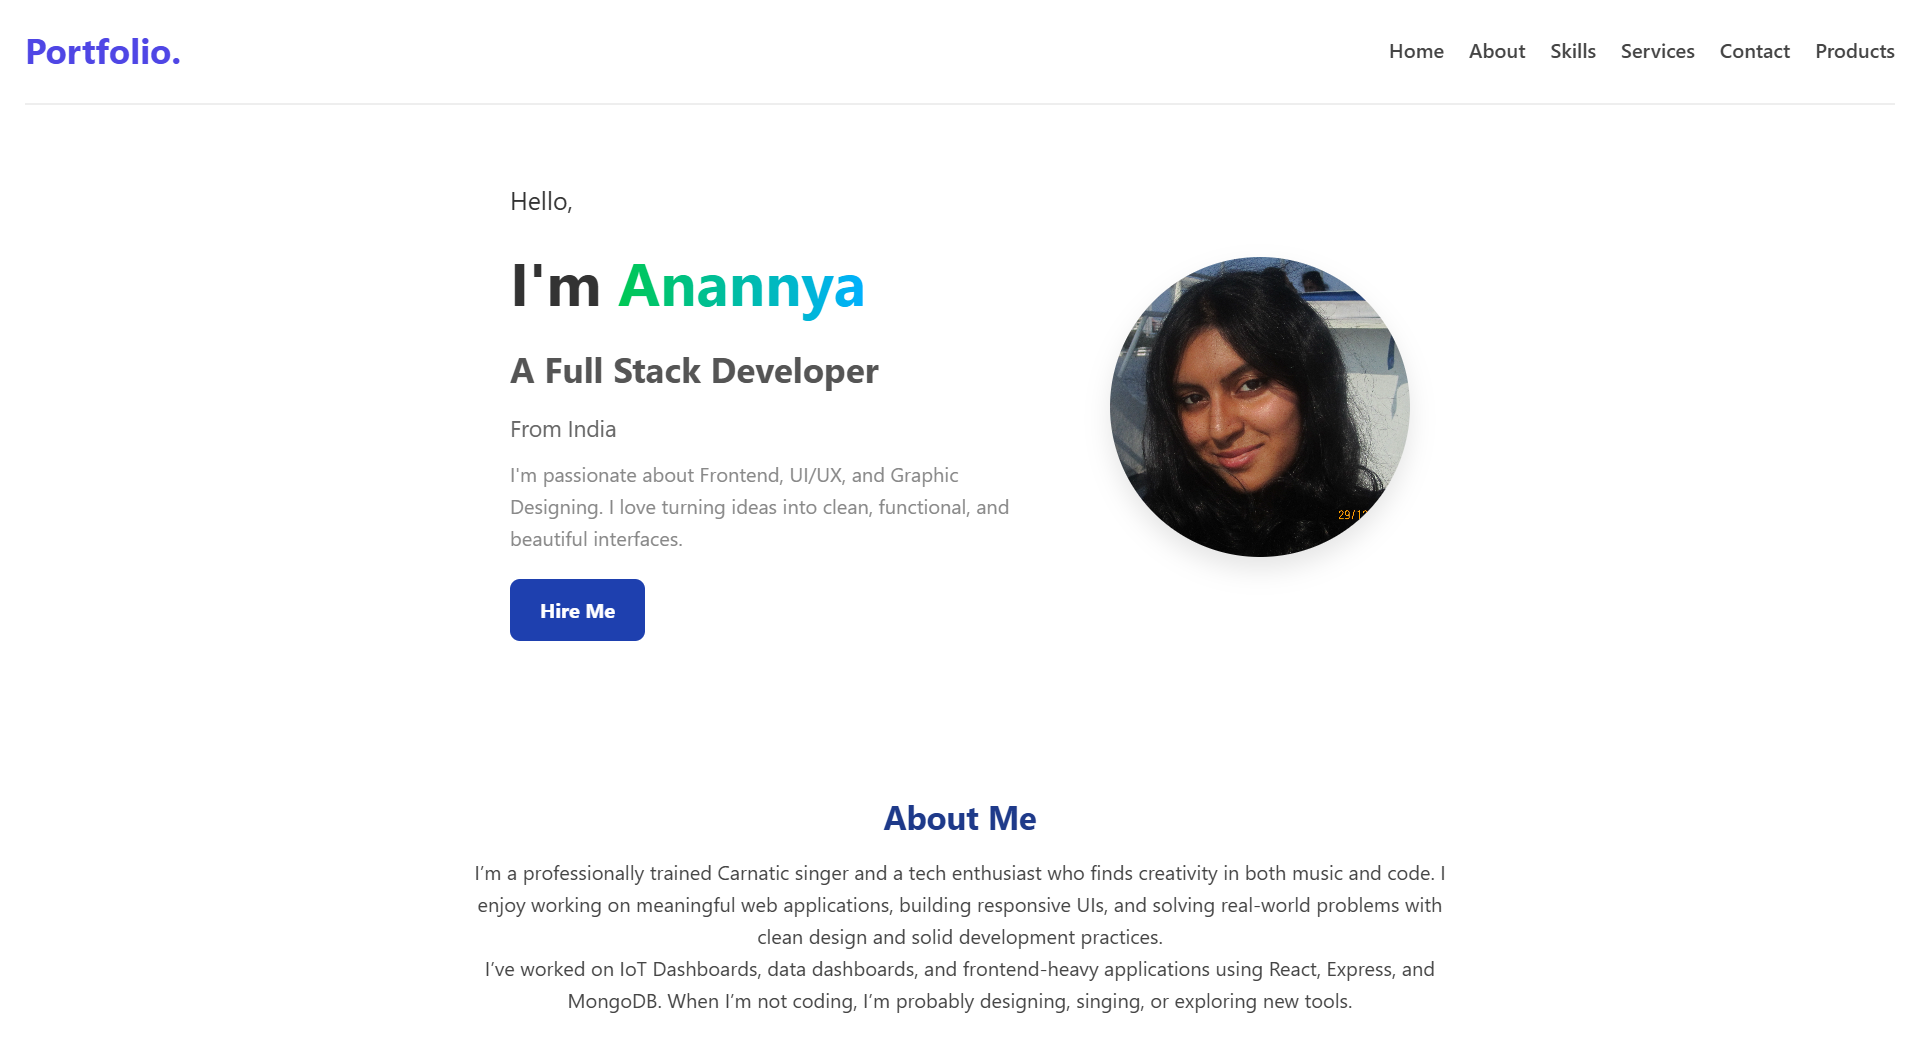 Portfolio.
Home About Skills Services Contact Products
Hello,
I'm Anannya
A Full Stack Developer
From India
I'm passionate about Frontend, UI/UX, and Graphic
Designing. I love turning ideas into clean, functional, and
beautiful interfaces.
Hire Me
29/12
About Me
I’m a professionally trained Carnatic singer and a tech enthusiast who finds creativity in both music and code. I
enjoy working on meaningful web applications, building responsive UIs, and solving real-world problems with
clean design and solid development practices.
I’ve worked on IoT Dashboards, data dashboards, and frontend-heavy applications using React, Express, and
MongoDB. When I’m not coding, I’m probably designing, singing, or exploring new tools.